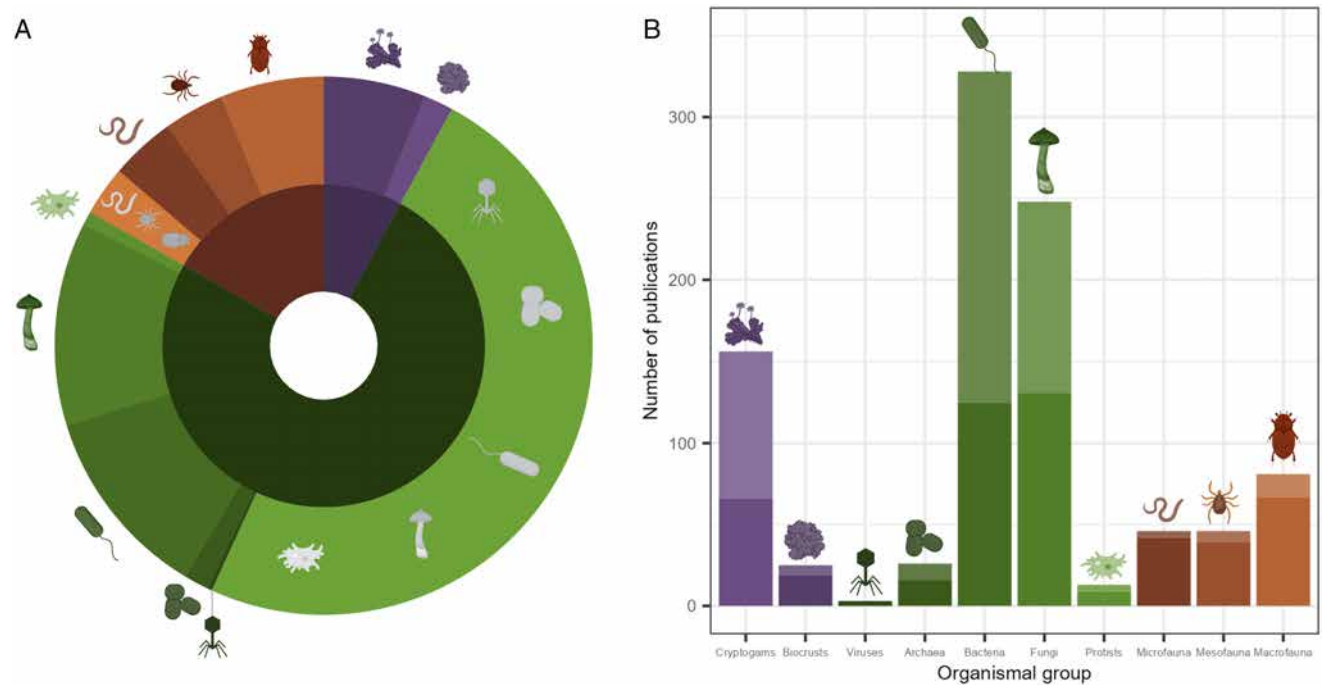 A
B
Number of publications
300
200
100
0
Cryptogams Biocrusts Viruses Archaea Bacteria Fungi Protists Microfauna Mesofauna Macrofauna
Organismal group